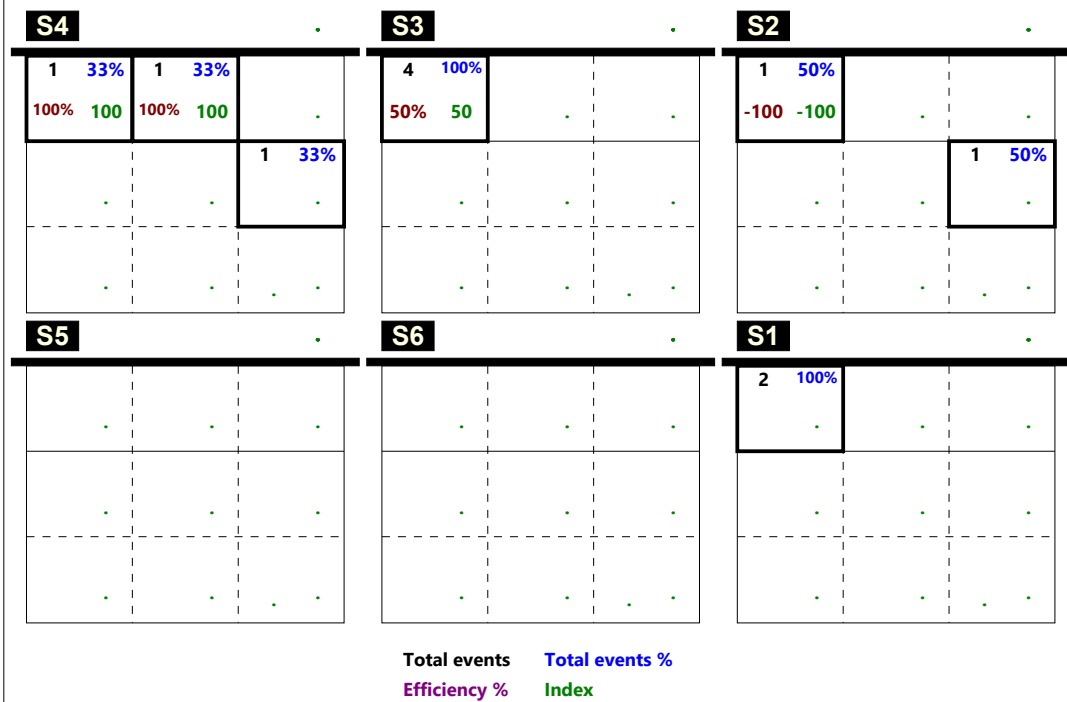 S4 S3 S2
1 33% 1 33% 4 100% 1 50%
100% 100 100% 100 50% 50 -100 -100
1 33% 1 50%
S5 S6 S1
2 100%
Total events Total events %
Efficiency % Index